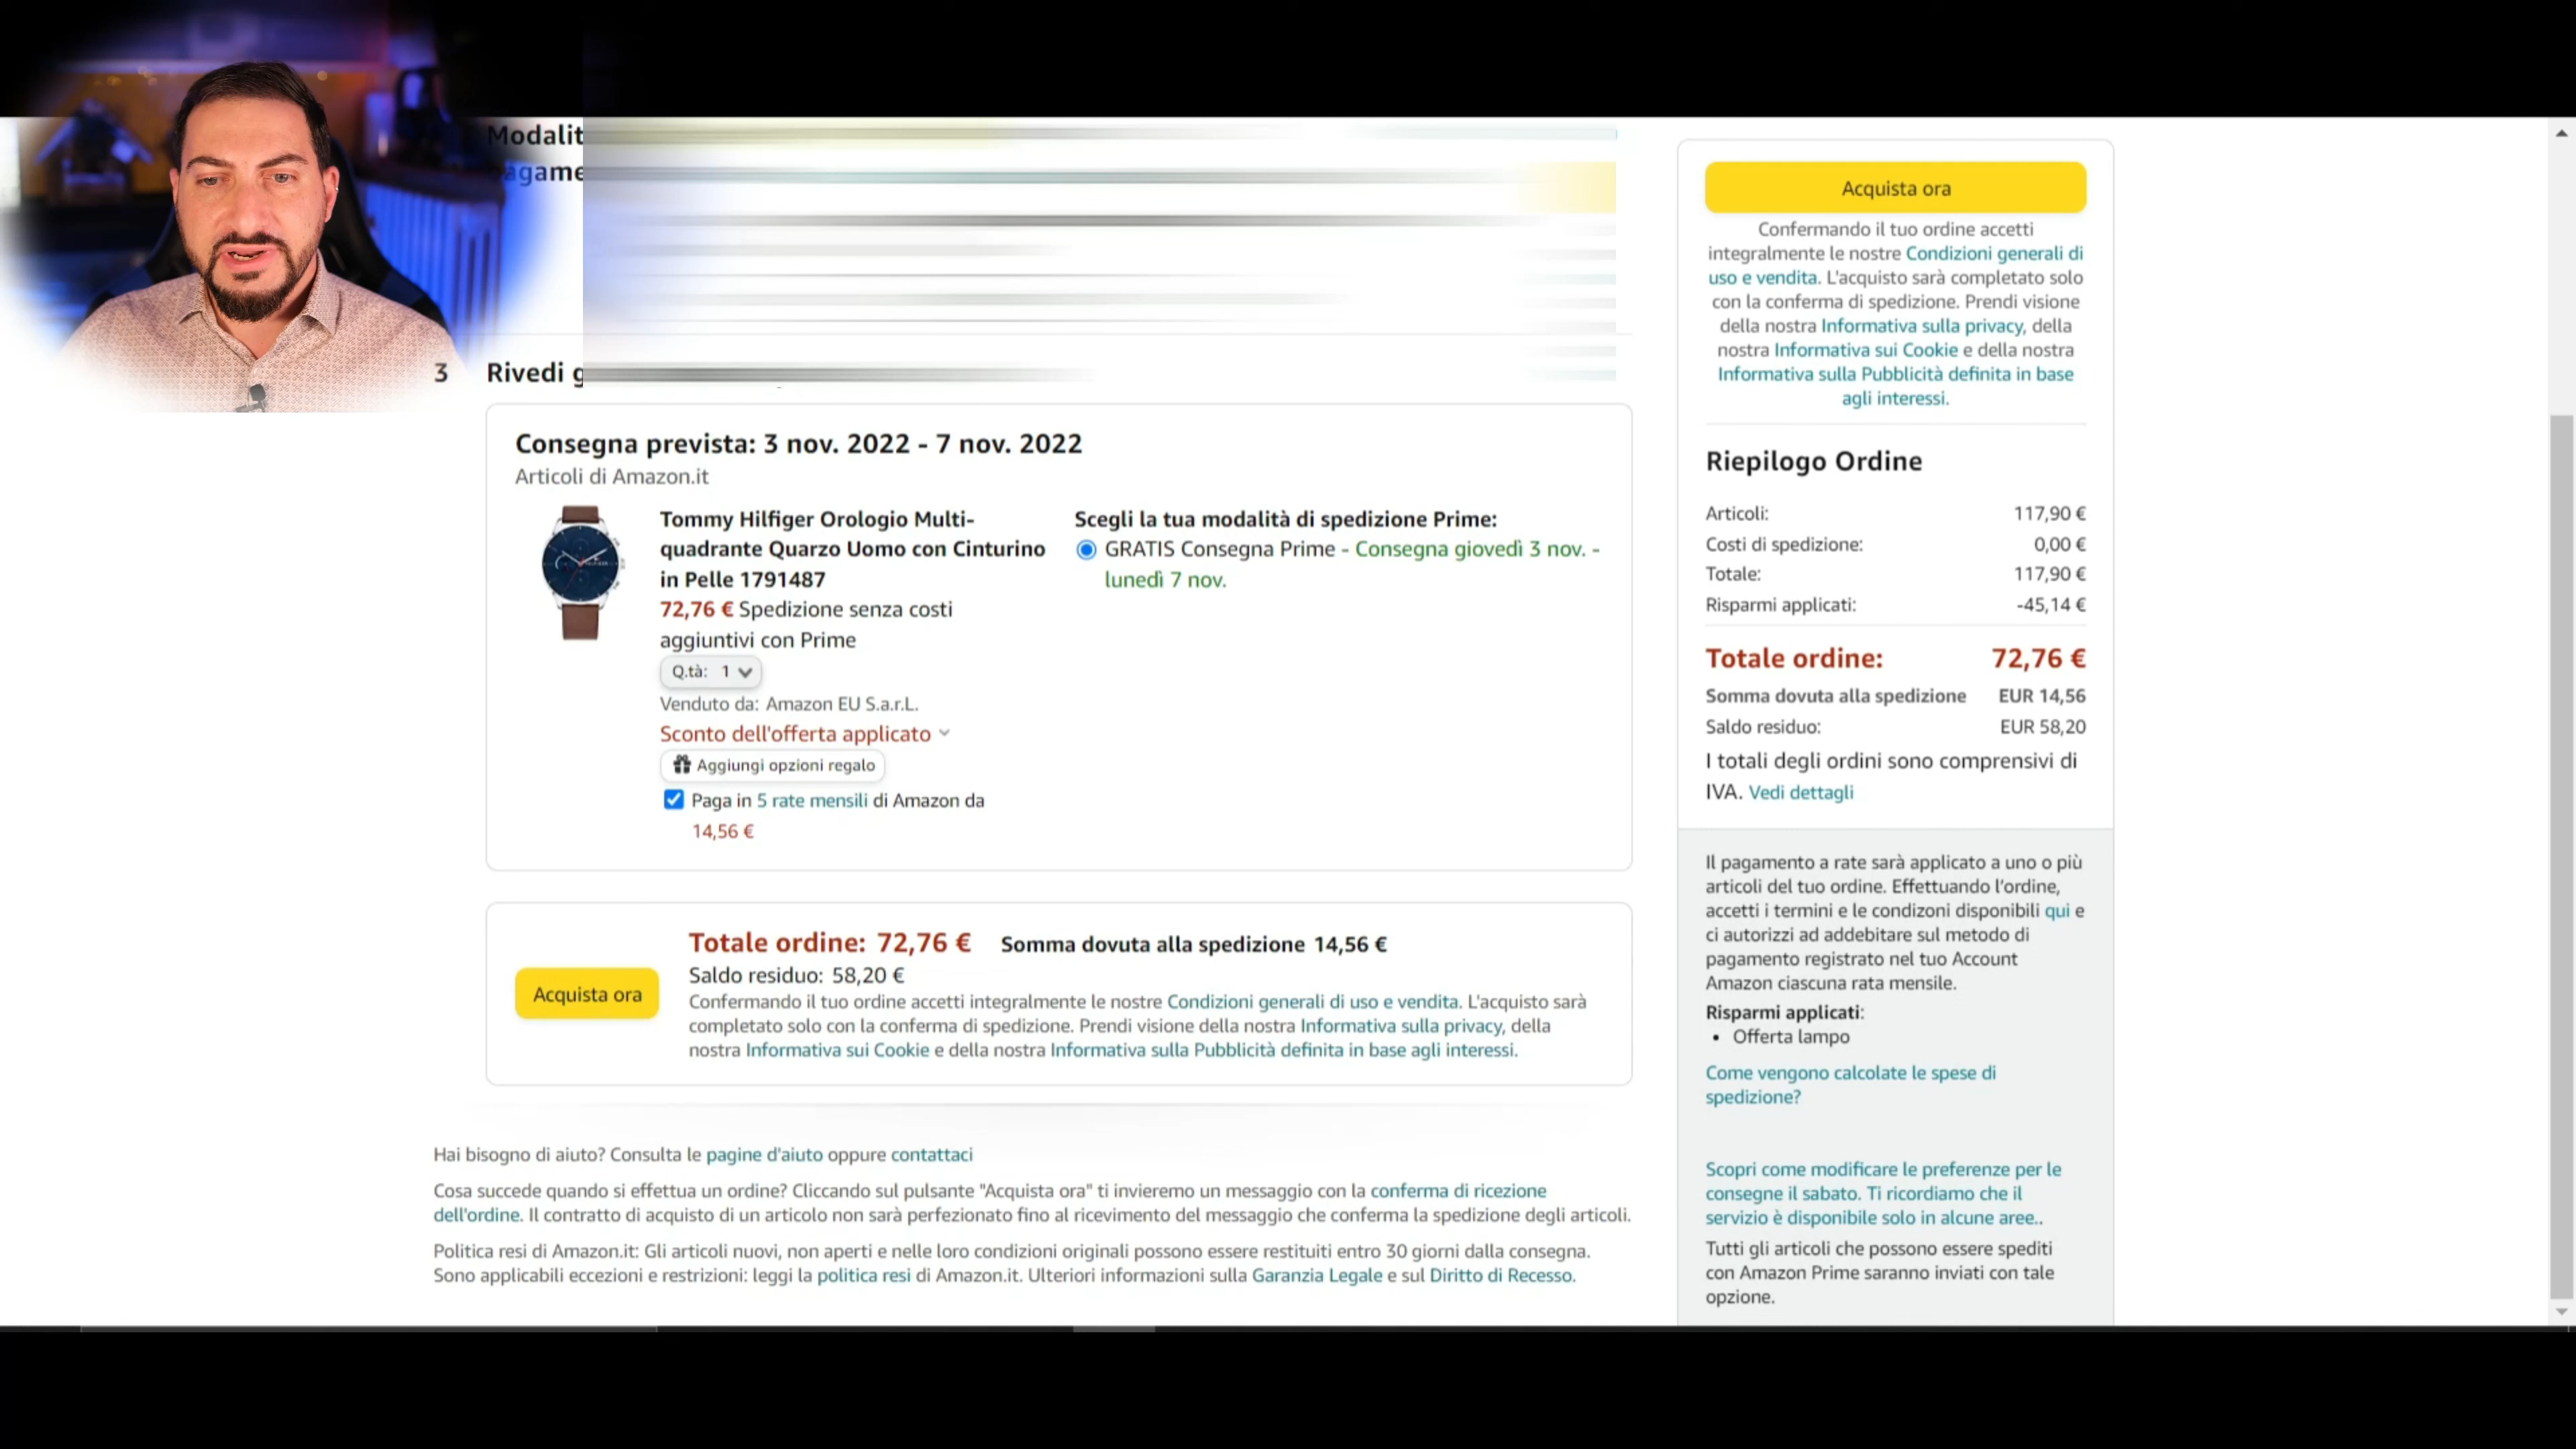 Modalit
pagame
3 Rivedi g
Consegna prevista: 3 nov. 2022 - 7 nov. 2022
Articoli di Amazon.it
Tommy Hilfiger Orologio Multi-
quadrante Quarzo Uomo con Cinturino
in Pelle 1791487
72,76 € Spedizione senza costi
aggiuntivi con Prime
Q.tà: 1
Venduto da: Amazon EU S.a.r.L.
Sconto dell'offerta applicato
Aggiungi opzioni regalo
Paga in 5 rate mensili di Amazon da
14,56 €
Scegli la tua modalità di spedizione Prime:
GRATIS Consegna Prime - Consegna giovedì 3 nov. -
lunedì 7 nov.
Acquista ora
Totale ordine: 72,76 € Somma dovuta alla spedizione 14,56 €
Saldo residuo: 58,20 €
Confermando il tuo ordine accetti integralmente le nostre Condizioni generali di uso e vendita. L'acquisto sarà
completato solo con la conferma di spedizione. Prendi visione della nostra Informativa sulla privacy, della
nostra Informativa sui Cookie e della nostra Informativa sulla Pubblicità definita in base agli interessi.
Hai bisogno di aiuto? Consulta le pagine d'aiuto oppure contattaci
Cosa succede quando si effettua un ordine? Cliccando sul pulsante "Acquista ora" ti invieremo un messaggio con la conferma di ricezione
dell'ordine. Il contratto di acquisto di un articolo non sarà perfezionato fino al ricevimento del messaggio che conferma la spedizione degli articoli.
Politica resi di Amazon.it: Gli articoli nuovi, non aperti e nelle loro condizioni originali possono essere restituiti entro 30 giorni dalla consegna.
Sono applicabili eccezioni e restrizioni: leggi la politica resi di Amazon.it. Ulteriori informazioni sulla Garanzia Legale e sul Diritto di Recesso.
Acquista ora
Confermando il tuo ordine accetti
integralmente le nostre Condizioni generali di
uso e vendita. L'acquisto sarà completato solo
con la conferma di spedizione. Prendi visione
della nostra Informativa sulla privacy, della
nostra Informativa sui Cookie e della nostra
Informativa sulla Pubblicità definita in base
agli interessi.
Riepilogo Ordine
Articoli: 117,90 €
Costi di spedizione: 0,00 €
Totale: 117,90 €
Risparmi applicati: -45,14 €
Totale ordine: 72,76 €
Somma dovuta alla spedizione EUR 14,56
Saldo residuo: EUR 58,20
I totali degli ordini sono comprensivi di
IVA. Vedi dettagli
Il pagamento a rate sarà applicato a uno o più
articoli del tuo ordine. Effettuando l'ordine,
accetti i termini e le condizoni disponibili qui e
ci autorizzi ad addebitare sul metodo di
pagamento registrato nel tuo Account
Amazon ciascuna rata mensile.
Risparmi applicati:
• Offerta lampo
Come vengono calcolate le spese di
spedizione?
Scopri come modificare le preferenze per le
consegne il sabato. Ti ricordiamo che il
servizio è disponibile solo in alcune aree..
Tutti gli articoli che possono essere spediti
con Amazon Prime saranno inviati con tale
opzione.